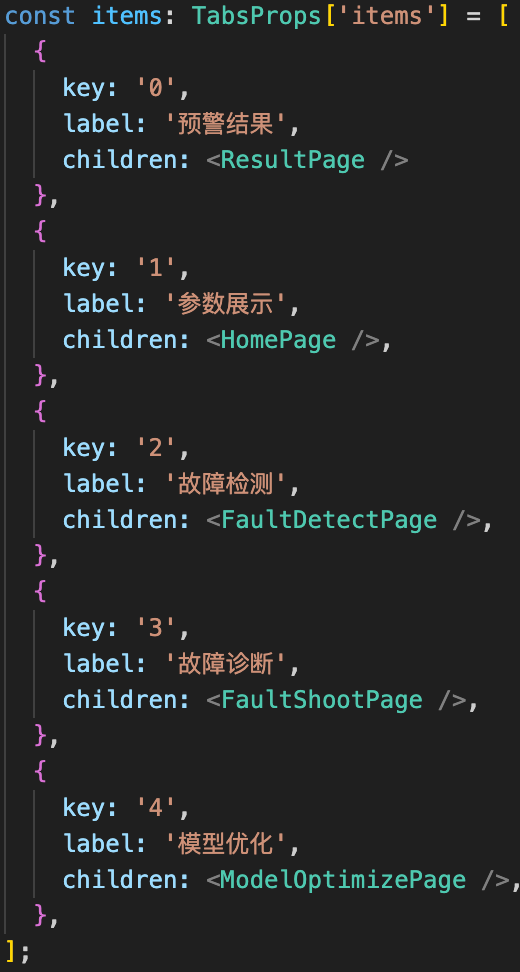 const items: TabsProps['items'] = [
  {
    key: '0',
    label: '预警结果',
    children: <ResultPage />
  },
  {
    key: '1',
    label: '参数展示',
    children: <HomePage />,
  },
  {
    key: '2',
    label: '故障检测',
    children: <FaultDetectPage />,
  },
  {
    key: '3',
    label: '故障诊断',
    children: <FaultShootPage />,
  },
  {
    key: '4',
    label: '模型优化',
    children: <ModelOptimizePage />,
  },
];